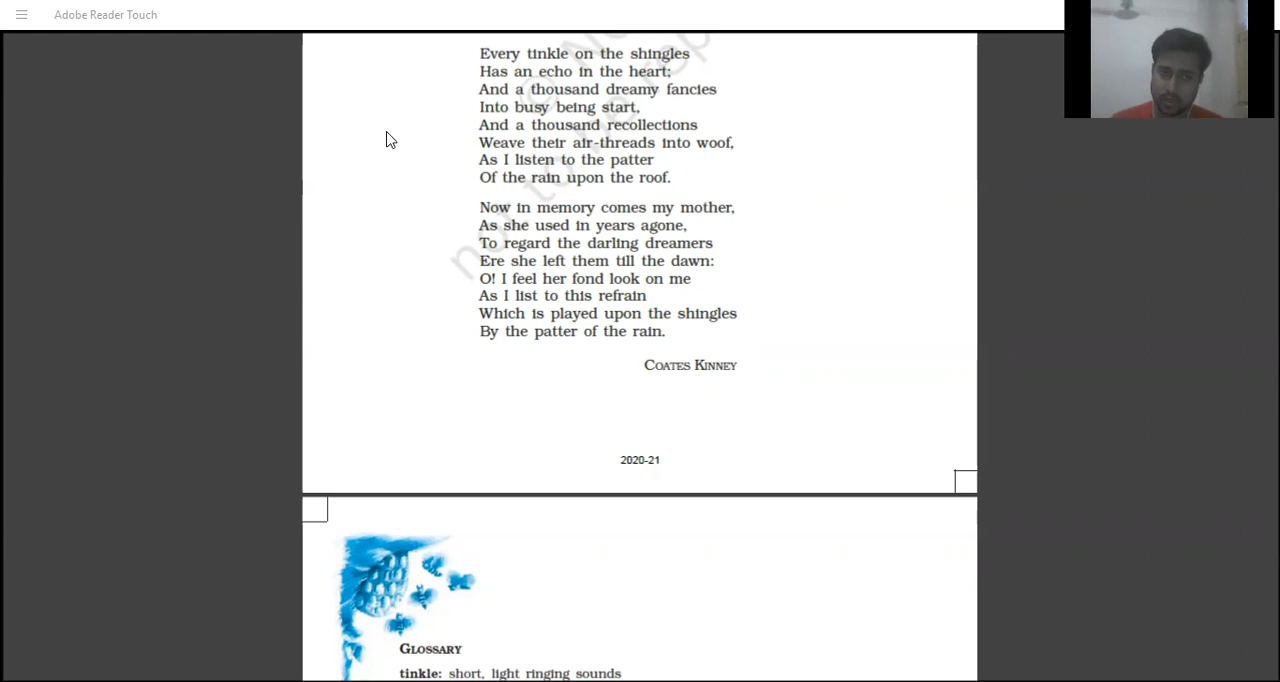 Adobe Reader Touch
Every tinkle on the shingles
Has an echo in the heart;
And a thousand dreamy fancies
Into busy being start,
And a thousand recollections
Weave their air-threads into woof,
As I listen to the patter
Of the rain upon the roof.
Now in memory comes my mother,
As she used in years agone,
To regard the darling dreamers
Ere she left them till the dawn:
O! I feel her fond look on me
As I list to this refrain
Which is played upon the shingles
By the patter of the rain.
COATES KINNEY
2020-21
GLOSSARY
tinkle: short, light ringing sounds
© N
not to be rep